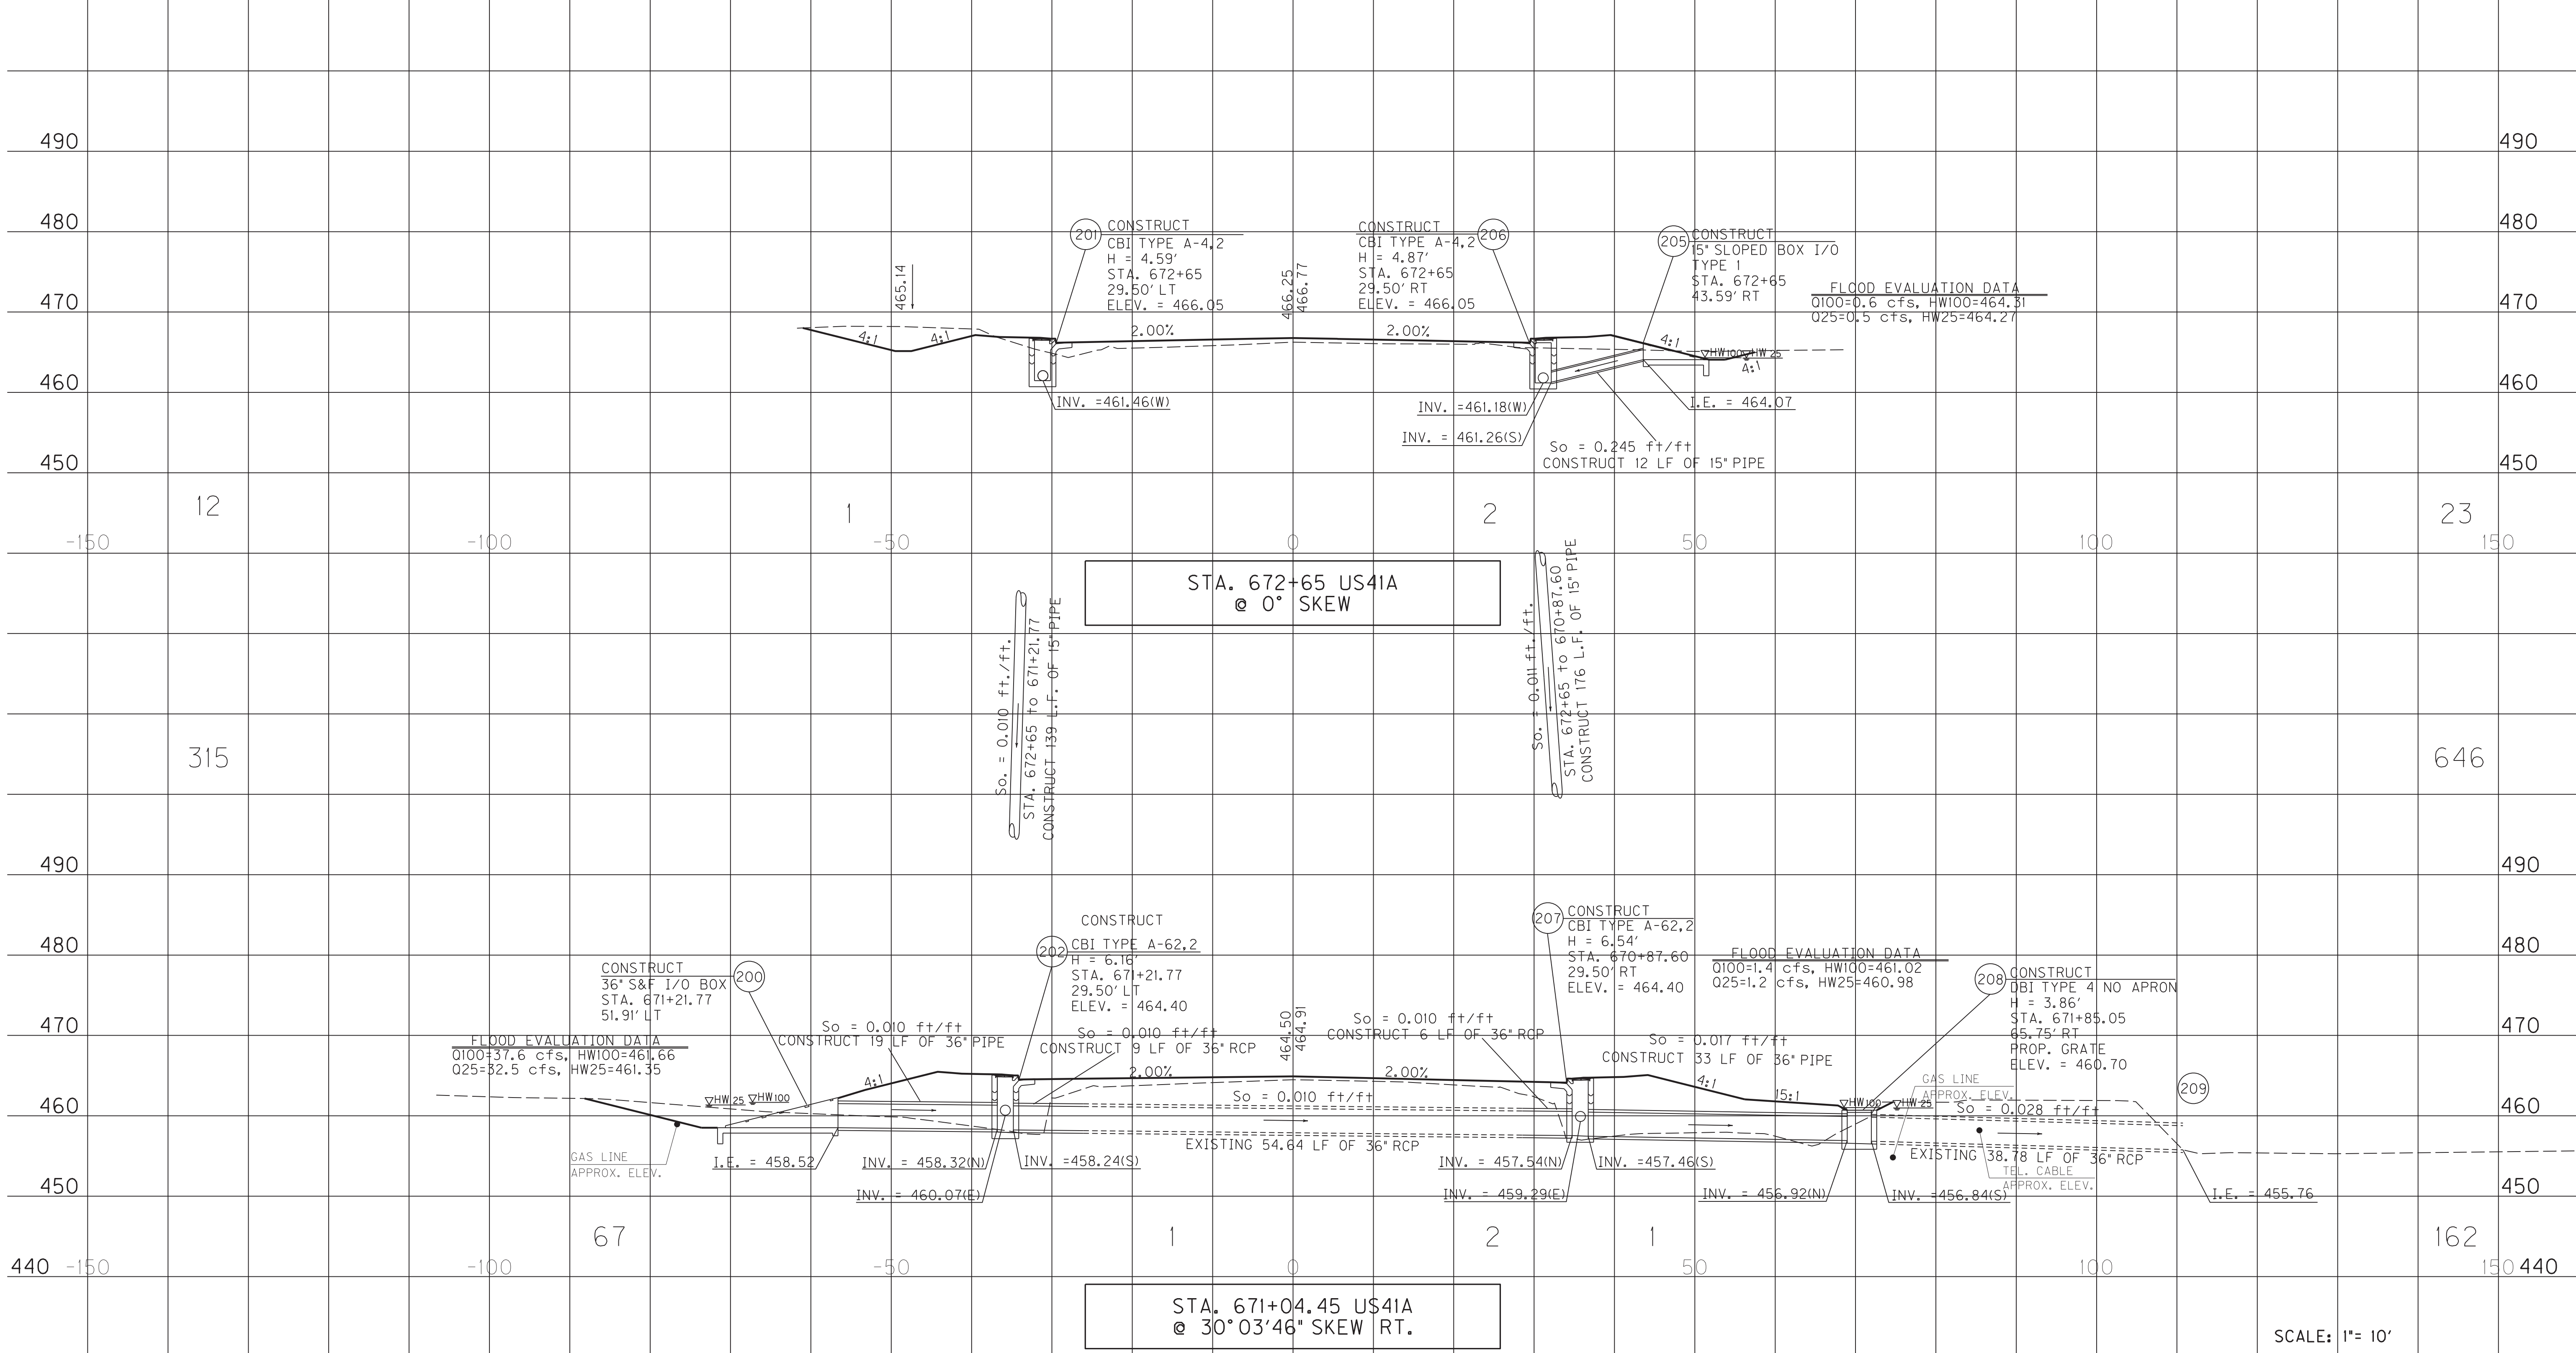 490
490
480
480
470
470
460
460
450
450
201
CONSTRUCT
CBI TYPE A-4,2
H = 4.59'
STA. 672+65
29.50' LT
ELEV. = 466.05
465.14
466.25
466.77
CONSTRUCT
CBI TYPE A-4,2
H = 4.87'
STA. 672+65
29.50' RT
ELEV. = 466.05
206
205
CONSTRUCT
15" SLOPED BOX I/O
TYPE 1
STA. 672+65
43.59' RT
FLOOD EVALUATION DATA
Q100=0.6 cfs, HW100=464.31
Q25=0.5 cfs, HW25=464.27
4:1
4:1
2.00%
2.00%
4:1
HW100
HW 25
4:1
INV. =461.46(W)
INV. =461.18(W)
INV. = 461.26(S)
I.E. = 464.07
So = 0.245 ft/ft
CONSTRUCT 12 LF OF 15" PIPE
12
1
2
23
-150
-100
-50
0
50
100
150
STA. 672+65 US41A
@ 0° SKEW
So. = 0.010 ft./ft.
STA. 672+65 to 671+21.77
CONSTRUCT 139 L.F. OF 15" PIPE
So. = 0.011 ft./ft.
STA. 672+65 to 670+87.60
CONSTRUCT 176 L.F. OF 15" PIPE
315
646
490
490
480
480
470
470
460
460
450
450
CONSTRUCT
36" S&F I/O BOX
STA. 671+21.77
51.91' LT
200
FLOOD EVALUATION DATA
Q100=37.6 cfs, HW100=461.66
Q25=32.5 cfs, HW25=461.35
CONSTRUCT
202
CBI TYPE A-62,2
H = 6.16'
STA. 671+21.77
29.50' LT
ELEV. = 464.40
So = 0.010 ft/ft
CONSTRUCT 19 LF OF 36" PIPE
So = 0.010 ft/ft
CONSTRUCT 9 LF OF 36" RCP
464.50
464.91
So = 0.010 ft/ft
CONSTRUCT 6 LF OF 36" RCP
207
CONSTRUCT
CBI TYPE A-62,2
H = 6.54'
STA. 670+87.60
29.50' RT
ELEV. = 464.40
FLOOD EVALUATION DATA
Q100=1.4 cfs, HW100=461.02
Q25=1.2 cfs, HW25=460.98
So = 0.017 ft/ft
CONSTRUCT 33 LF OF 36" PIPE
208
CONSTRUCT
DBI TYPE 4 NO APRON
H = 3.86'
STA. 671+85.05
65.75' RT
PROP. GRATE
ELEV. = 460.70
209
4:1
2.00%
2.00%
4:1
15:1
HW 25
HW100
HW100
HW 25
GAS LINE
APPROX. ELEV.
So = 0.028 ft/ft
So = 0.010 ft/ft
EXISTING 54.64 LF OF 36" RCP
EXISTING 38.78 LF OF 36" RCP
GAS LINE
APPROX. ELEV.
TEL. CABLE
APPROX. ELEV.
I.E. = 458.52
INV. = 458.32(N)
INV. =458.24(S)
INV. = 460.07(E)
INV. = 457.54(N)
INV. =457.46(S)
INV. = 459.29(E)
INV. = 456.92(N)
INV. =456.84(S)
I.E. = 455.76
67
1
2
1
162
440
-150
-100
-50
0
50
100
150
440
STA. 671+04.45 US41A
@ 30°03'46" SKEW RT.
SCALE: 1"= 10'